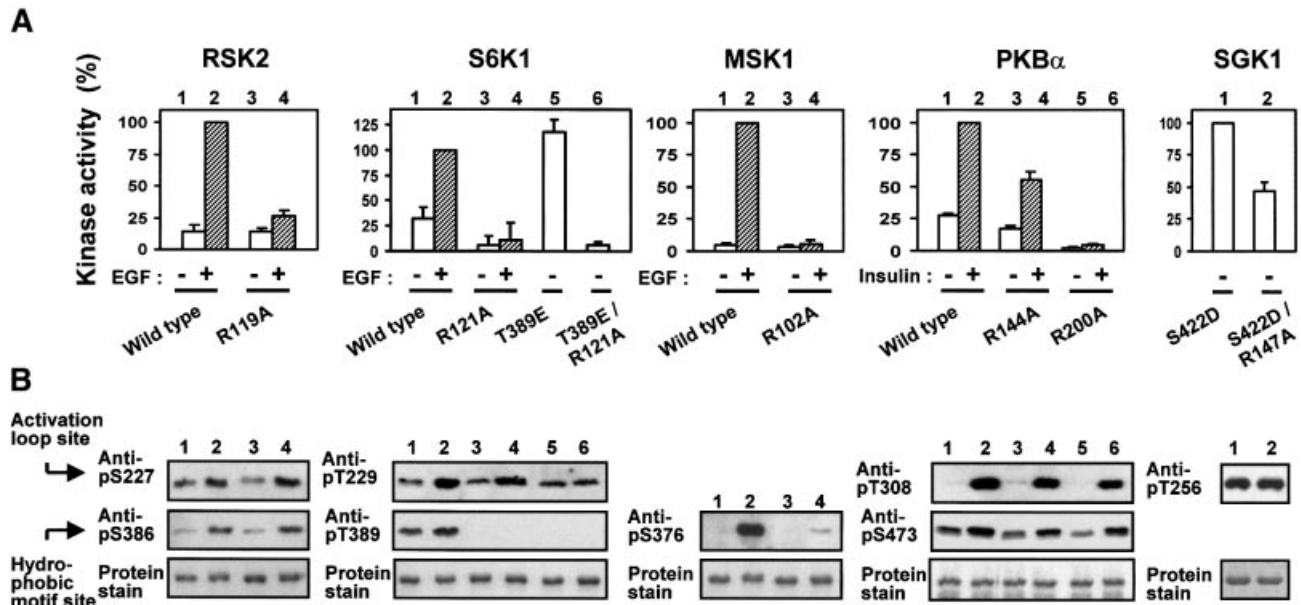 A
RSK2 S6K1 MSK1 PKBα SGK1
Kinase activity (%)
1 2 3 4
100
75
50
25
0
EGF : - + - +
Wild type R119A
1 2 3 4 5 6
125
100
75
50
25
0
EGF : - + - + - -
Wild type R121A T389E T389E / R121A
1 2 3 4
100
75
50
25
0
EGF : - + - +
Wild type R102A
1 2 3 4 5 6
100
75
50
25
0
Insulin : - + - + - +
Wild type R144A R200A
1 2
100
75
50
25
0
- -
S422D S422D / R147A
B
Activation
loop site
Hydro-
phobic
motif site
1 2 3 4
Anti-
pS227
Anti-
pS386
Protein
stain
1 2 3 4 5 6
Anti-
pT229
Anti-
pT389
Protein
stain
1 2 3 4
Anti-
pS376
Protein
stain
1 2 3 4 5 6
Anti-
pT308
Anti-
pS473
Protein
stain
1 2
Anti-
pT256
Protein
stain